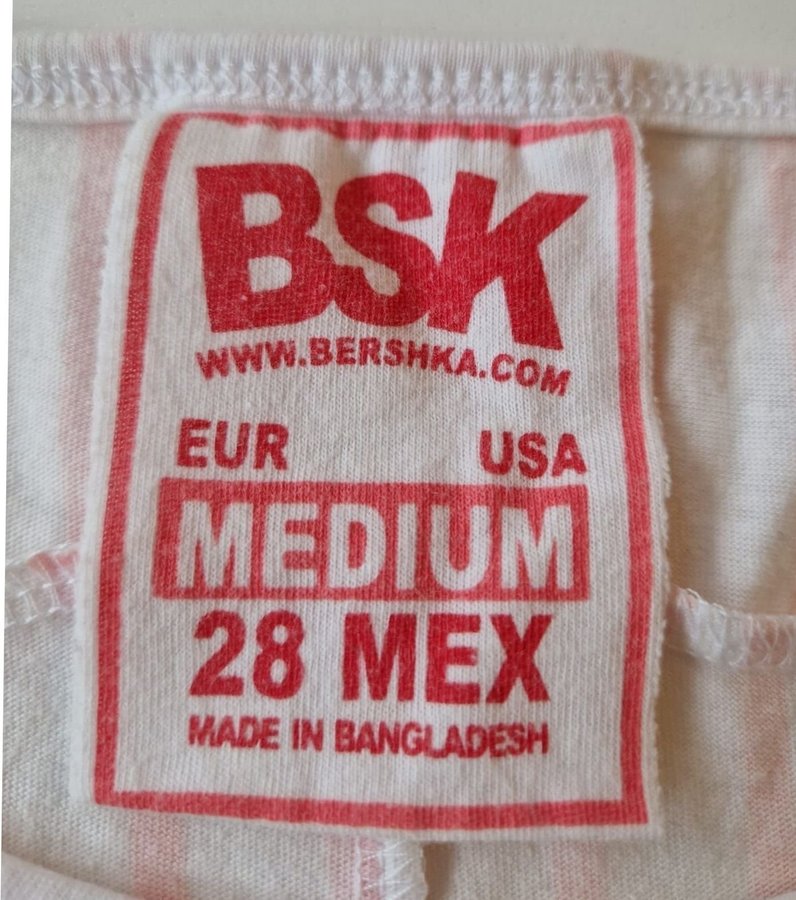 BSK
WWW.BERSHKA.COM
EUR USA
MEDIUM
28 MEX
MADE IN BANGLADESH